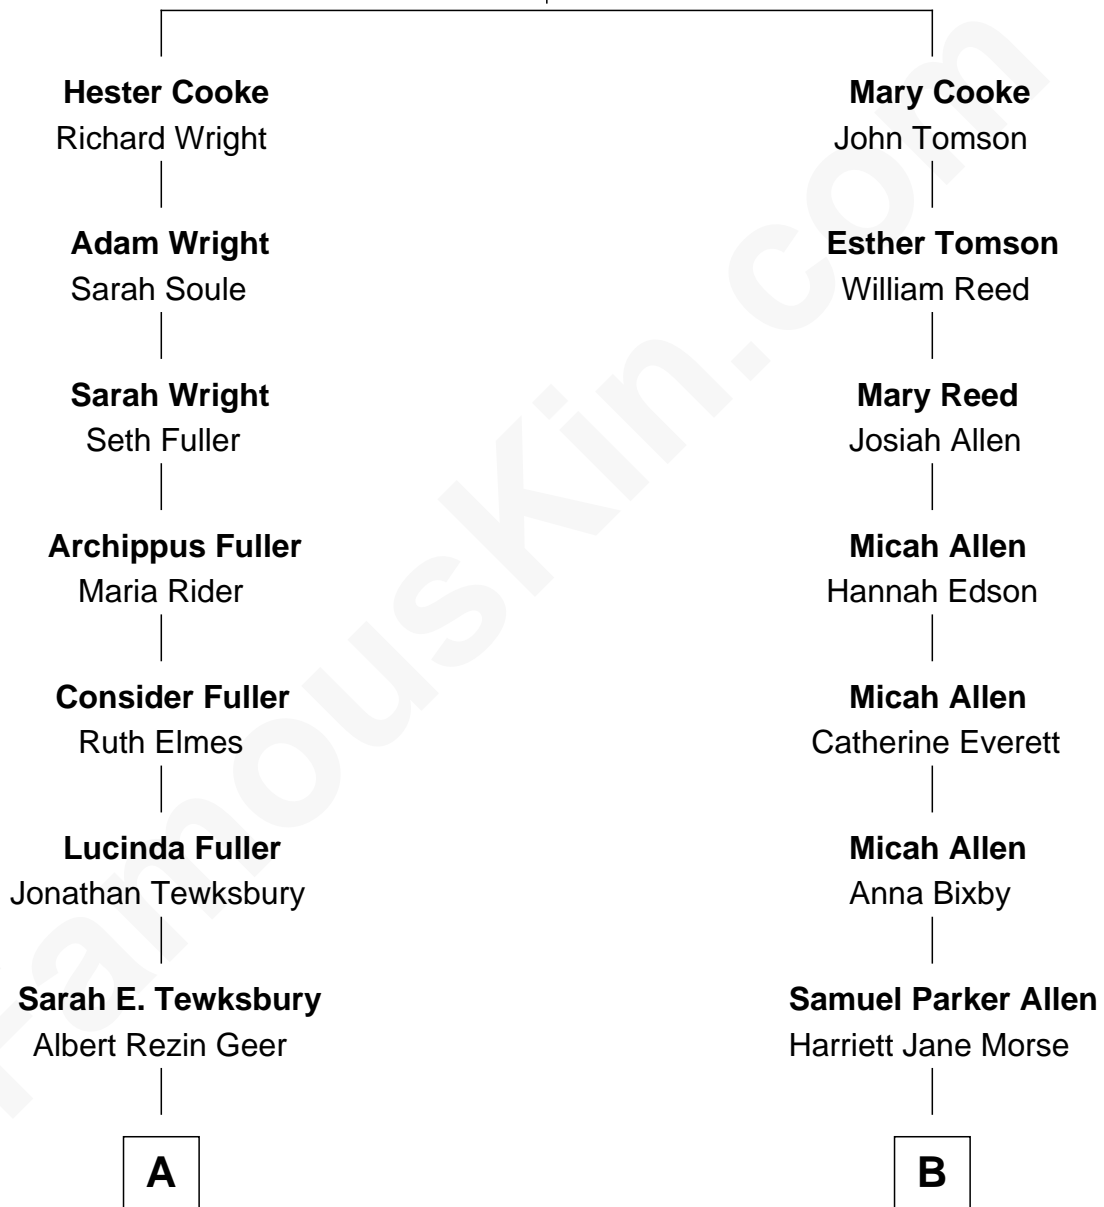 Hester Cooke
Richard Wright
Adam Wright
Sarah Soule
Sarah Wright
Seth Fuller
Archippus Fuller
Maria Rider
Consider Fuller
Ruth Elmes
Lucinda Fuller
Jonathan Tewksbury
Sarah E. Tewksbury
Albert Rezin Geer
A
Mary Cooke
John Tomson
Esther Tomson
William Reed
Mary Reed
Josiah Allen
Micah Allen
Hannah Edson
Micah Allen
Catherine Everett
Micah Allen
Anna Bixby
Samuel Parker Allen
Harriett Jane Morse
B
FamousKin.com